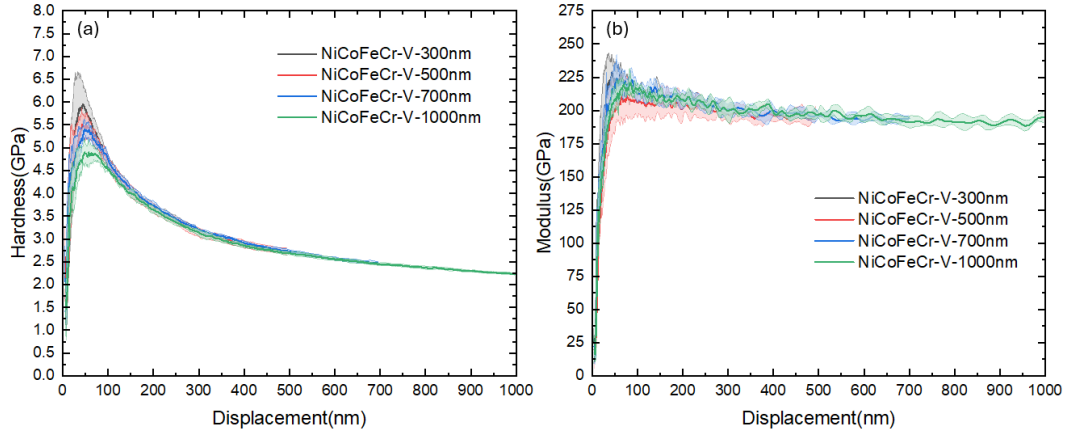 (a)
NiCoFeCr-V-300nm
NiCoFeCr-V-500nm
NiCoFeCr-V-700nm
NiCoFeCr-V-1000nm
Hardness(GPa)
8.0
7.5
7.0
6.5
6.0
5.5
5.0
4.5
4.0
3.5
3.0
2.5
2.0
1.5
1.0
0.5
0.0
0 100 200 300 400 500 600 700 800 900 1000
Displacement(nm)
(b)
NiCoFeCr-V-300nm
NiCoFeCr-V-500nm
NiCoFeCr-V-700nm
NiCoFeCr-V-1000nm
Modulus(GPa)
275
250
225
200
175
150
125
100
75
50
25
0
0 100 200 300 400 500 600 700 800 900 1000
Displacement(nm)